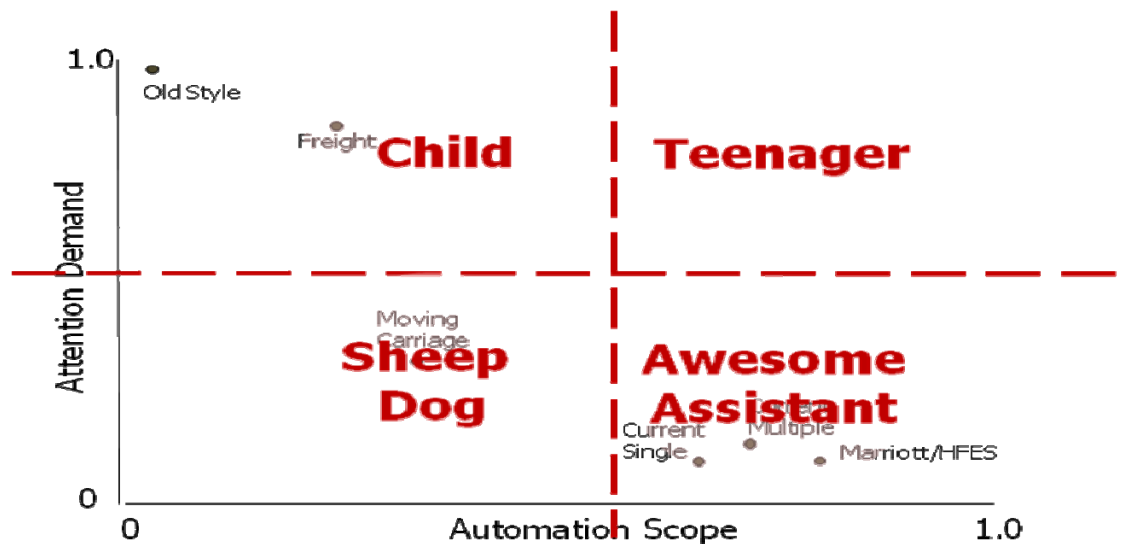 1.0
Old Style
Freight
Child
Teenager
Attention Demand
Moving
Carriage
Sheep
Dog
Awesome
Assistant
Current
Single
Multiple
Marriott/HFES
0
0
Automation Scope
1.0